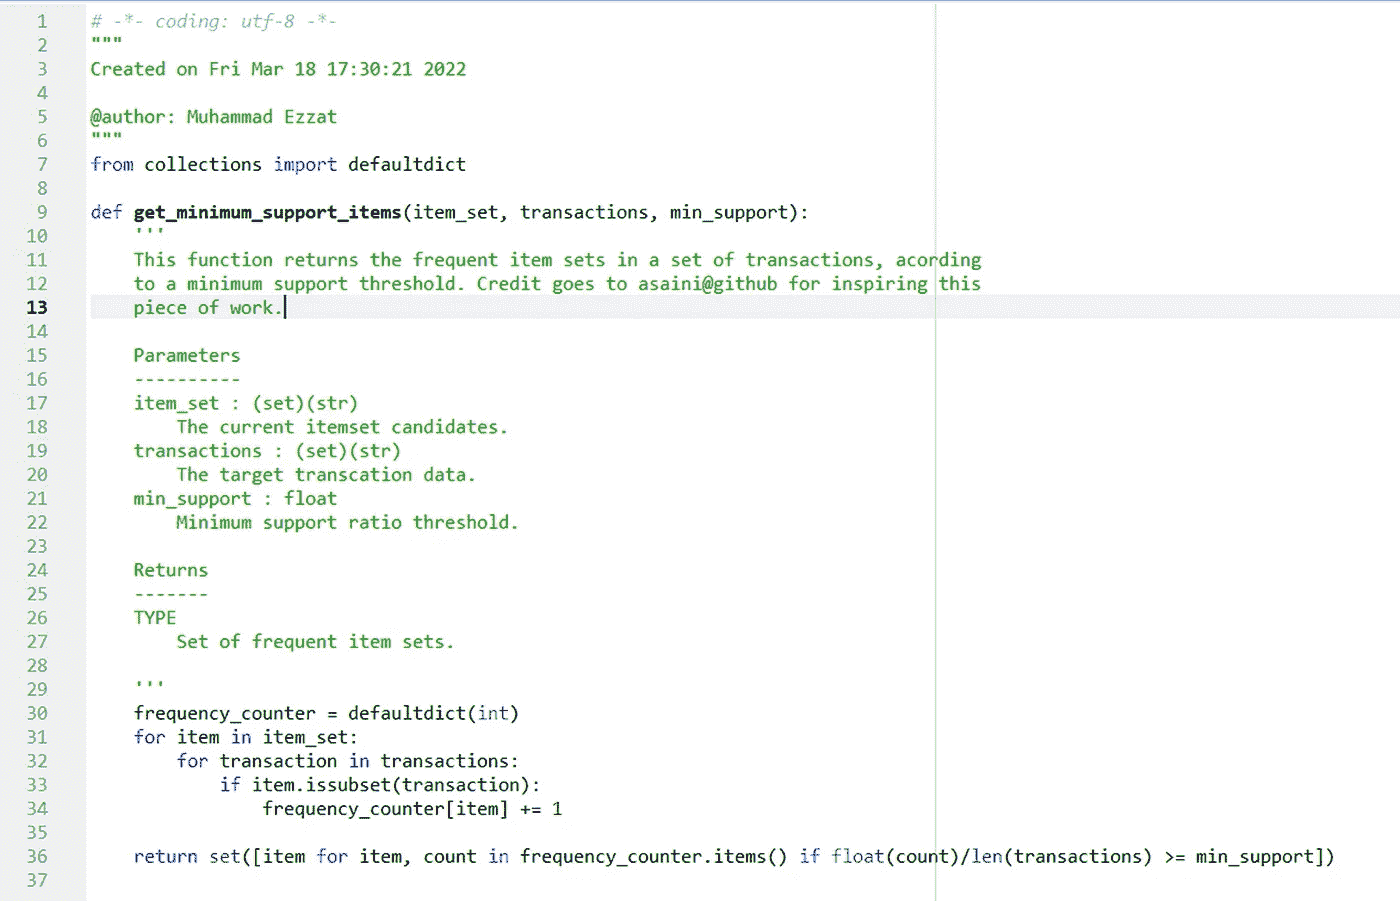 1 # -*- coding: utf-8 -*-
2 """
3 Created on Fri Mar 18 17:30:21 2022
4
5 @author: Muhammad Ezzat
6 """
7 from collections import defaultdict
8
9 def get_minimum_support_items(item_set, transactions, min_support):
10     '''
11     This function returns the frequent item sets in a set of transactions, acording
12     to a minimum support threshold. Credit goes to asaini@github for inspiring this
13     piece of work.
14
15     Parameters
16     ----------
17     item_set : (set)(str)
18         The current itemset candidates.
19     transactions : (set)(str)
20         The target transcation data.
21     min_support : float
22         Minimum support ratio threshold.
23
24     Returns
25     -------
26     TYPE
27         Set of frequent item sets.
28
29     '''
30     frequency_counter = defaultdict(int)
31     for item in item_set:
32         for transaction in transactions:
33             if item.issubset(transaction):
34                 frequency_counter[item] += 1
35
36     return set([item for item, count in frequency_counter.items() if float(count)/len(transactions) >= min_support])
37